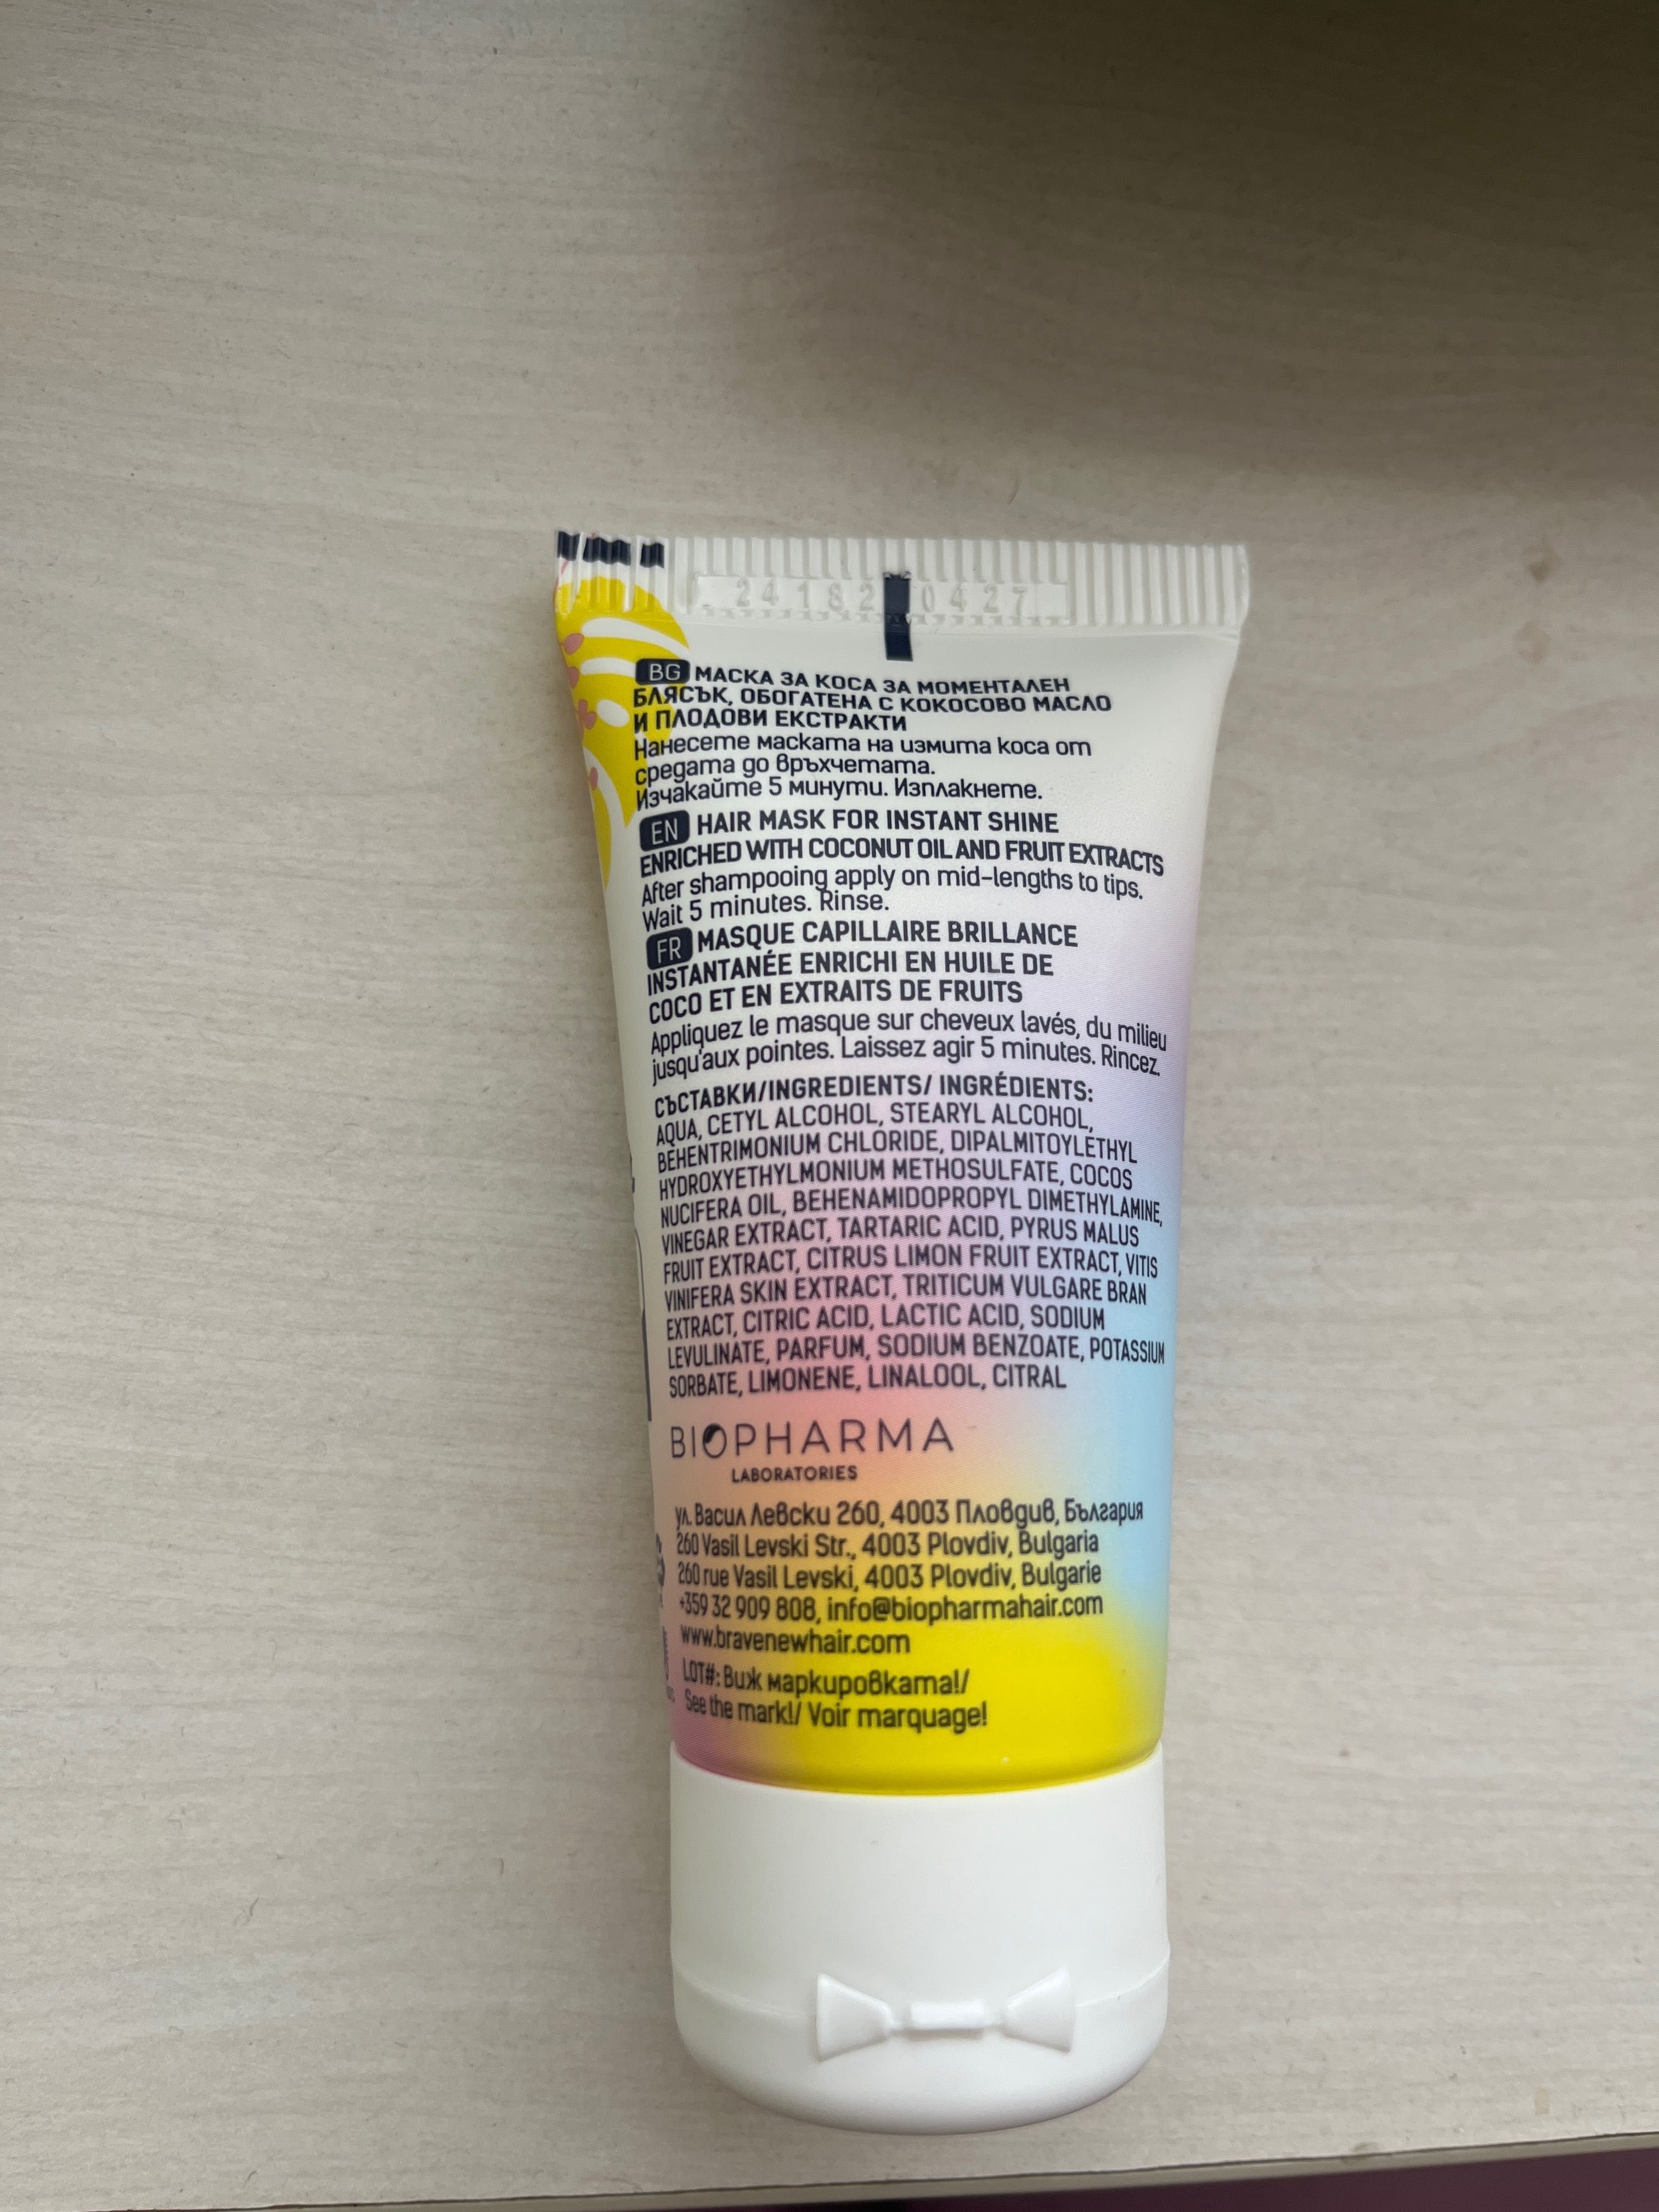 24182 0427
BG МАСКА ЗА КОСА ЗА МОМЕНТАЛЕН
БЛЯСЪК, ОБОГАТЕНА С КОКОСОВО МАСЛО
И ПЛОДОВИ ЕКСТРАКТИ
Нанесете маската на измита коса от
средата до връхчетата.
Изчакайте 5 минути. Изплакнете.
EN HAIR MASK FOR INSTANT SHINE
ENRICHED WITH COCONUT OIL AND FRUIT EXTRACTS
After shampooing apply on mid-lengths to tips.
Wait 5 minutes. Rinse.
FR MASQUE CAPILLAIRE BRILLANCE
INSTANTANÉE ENRICHI EN HUILE DE
COCO ET EN EXTRAITS DE FRUITS
Appliquez le masque sur cheveux lavés, du milieu
jusqu'aux pointes. Laissez agir 5 minutes. Rincez.
СЪСТАВКИ/INGREDIENTS/ INGRÉDIENTS:
AQUA, CETYL ALCOHOL, STEARYL ALCOHOL,
BEHENTRIMONIUM CHLORIDE, DIPALMITOYLETHYL
HYDROXYETHYLMONIUM METHOSULFATE, COCOS
NUCIFERA OIL, BEHENAMIDOPROPYL DIMETHYLAMINE,
VINEGAR EXTRACT, TARTARIC ACID, PYRUS MALUS
FRUIT EXTRACT, CITRUS LIMON FRUIT EXTRACT, VITIS
VINIFERA SKIN EXTRACT, TRITICUM VULGARE BRAN
EXTRACT, CITRIC ACID, LACTIC ACID, SODIUM
LEVULINATE, PARFUM, SODIUM BENZOATE, POTASSIUM
SORBATE, LIMONENE, LINALOOL, CITRAL
BIOPHARMA
LABORATORIES
ул. Васил Левски 260, 4003 Пловдив, България
260 Vasil Levski Str., 4003 Plovdiv, Bulgaria
260 rue Vasil Levski, 4003 Plovdiv, Bulgarie
+359 32 909 808, info@biopharmahair.com
www.bravenewhair.com
LOT#: Виж маркировката!/
See the mark!/ Voir marquage!